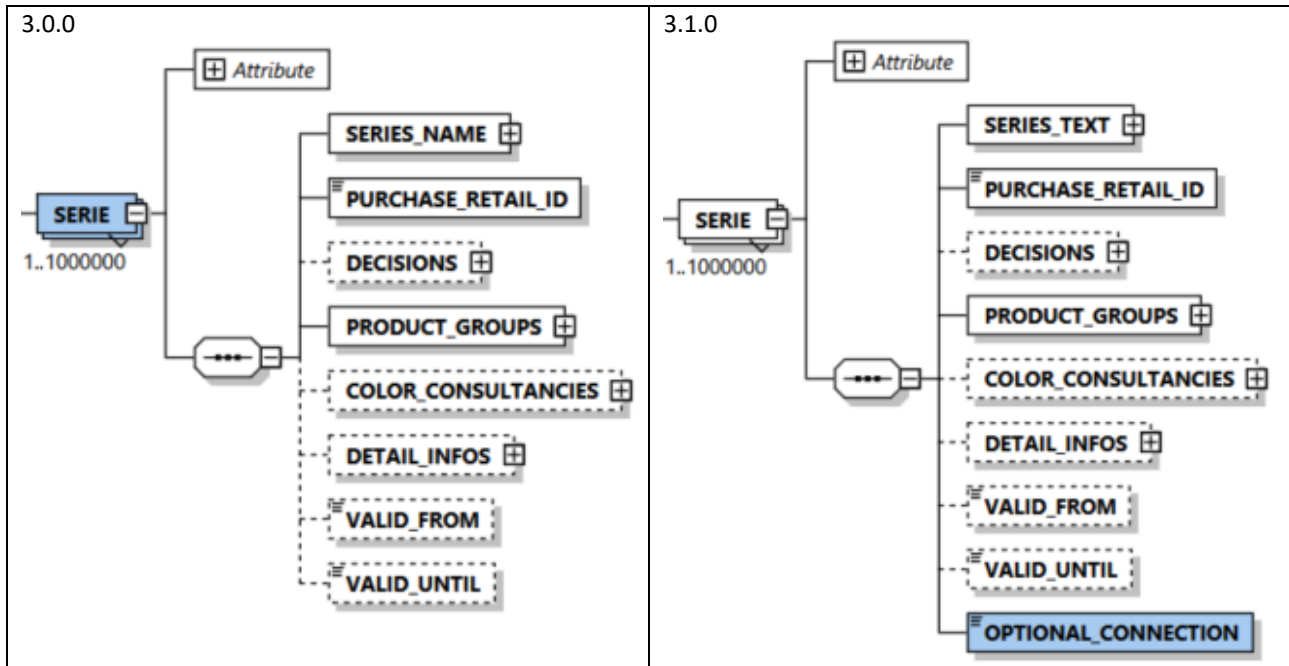 3.0.0
Attribute
SERIES_NAME
PURCHASE_RETAIL_ID
SERIE
1..1000000
DECISIONS
PRODUCT_GROUPS
COLOR_CONSULTANCIES
DETAIL_INFOS
VALID_FROM
VALID_UNTIL
3.1.0
Attribute
SERIES_TEXT
PURCHASE_RETAIL_ID
SERIE
1..1000000
DECISIONS
PRODUCT_GROUPS
COLOR_CONSULTANCIES
DETAIL_INFOS
VALID_FROM
VALID_UNTIL
OPTIONAL_CONNECTION